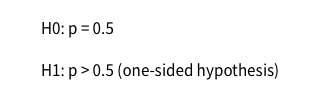 H0: p = 0.5
H1: p > 0.5 (one-sided hypothesis)